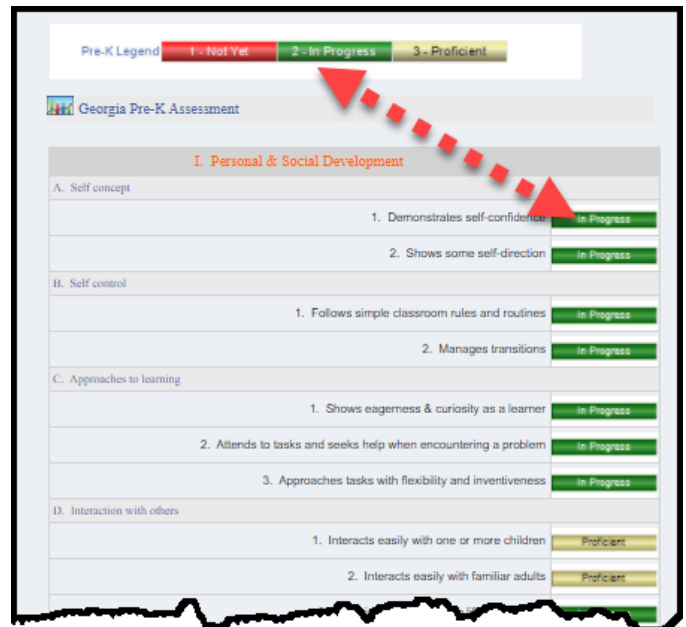 Pre-K Legend 1 - Not Yet 2 - In Progress 3 - Proficient
Georgia Pre-K Assessment
I. Personal & Social Development
A. Self concept
1. Demonstrates self-confidence In Progress
2. Shows some self-direction In Progress
B. Self control
1. Follows simple classroom rules and routines In Progress
2. Manages transitions In Progress
C. Approaches to learning
1. Shows eagerness & curiosity as a learner In Progress
2. Attends to tasks and seeks help when encountering a problem In Progress
3. Approaches tasks with flexibility and inventiveness In Progress
D. Interaction with others
1. Interacts easily with one or more children Proficient
2. Interacts easily with familiar adults Proficient